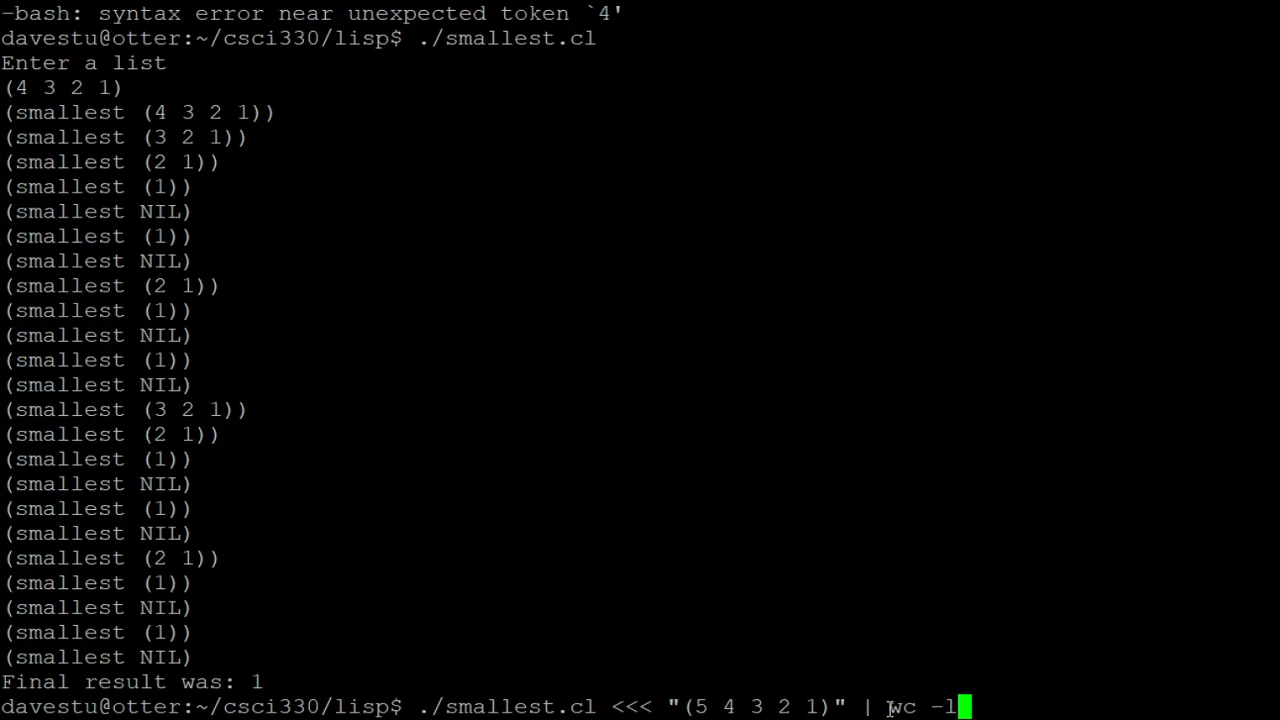 -bash: syntax error near unexpected token `4'
davestu@otter:~/csci330/lisp$ ./smallest.cl
Enter a list
(4 3 2 1)
(smallest (4 3 2 1))
(smallest (3 2 1))
(smallest (2 1))
(smallest (1))
(smallest NIL)
(smallest (1))
(smallest NIL)
(smallest (2 1))
(smallest (1))
(smallest NIL)
(smallest (1))
(smallest NIL)
(smallest (3 2 1))
(smallest (2 1))
(smallest (1))
(smallest NIL)
(smallest (1))
(smallest NIL)
(smallest (2 1))
(smallest (1))
(smallest NIL)
(smallest (1))
(smallest NIL)
Final result was: 1
davestu@otter:~/csci330/lisp$ ./smallest.cl <<< "(5 4 3 2 1)" | wc -l